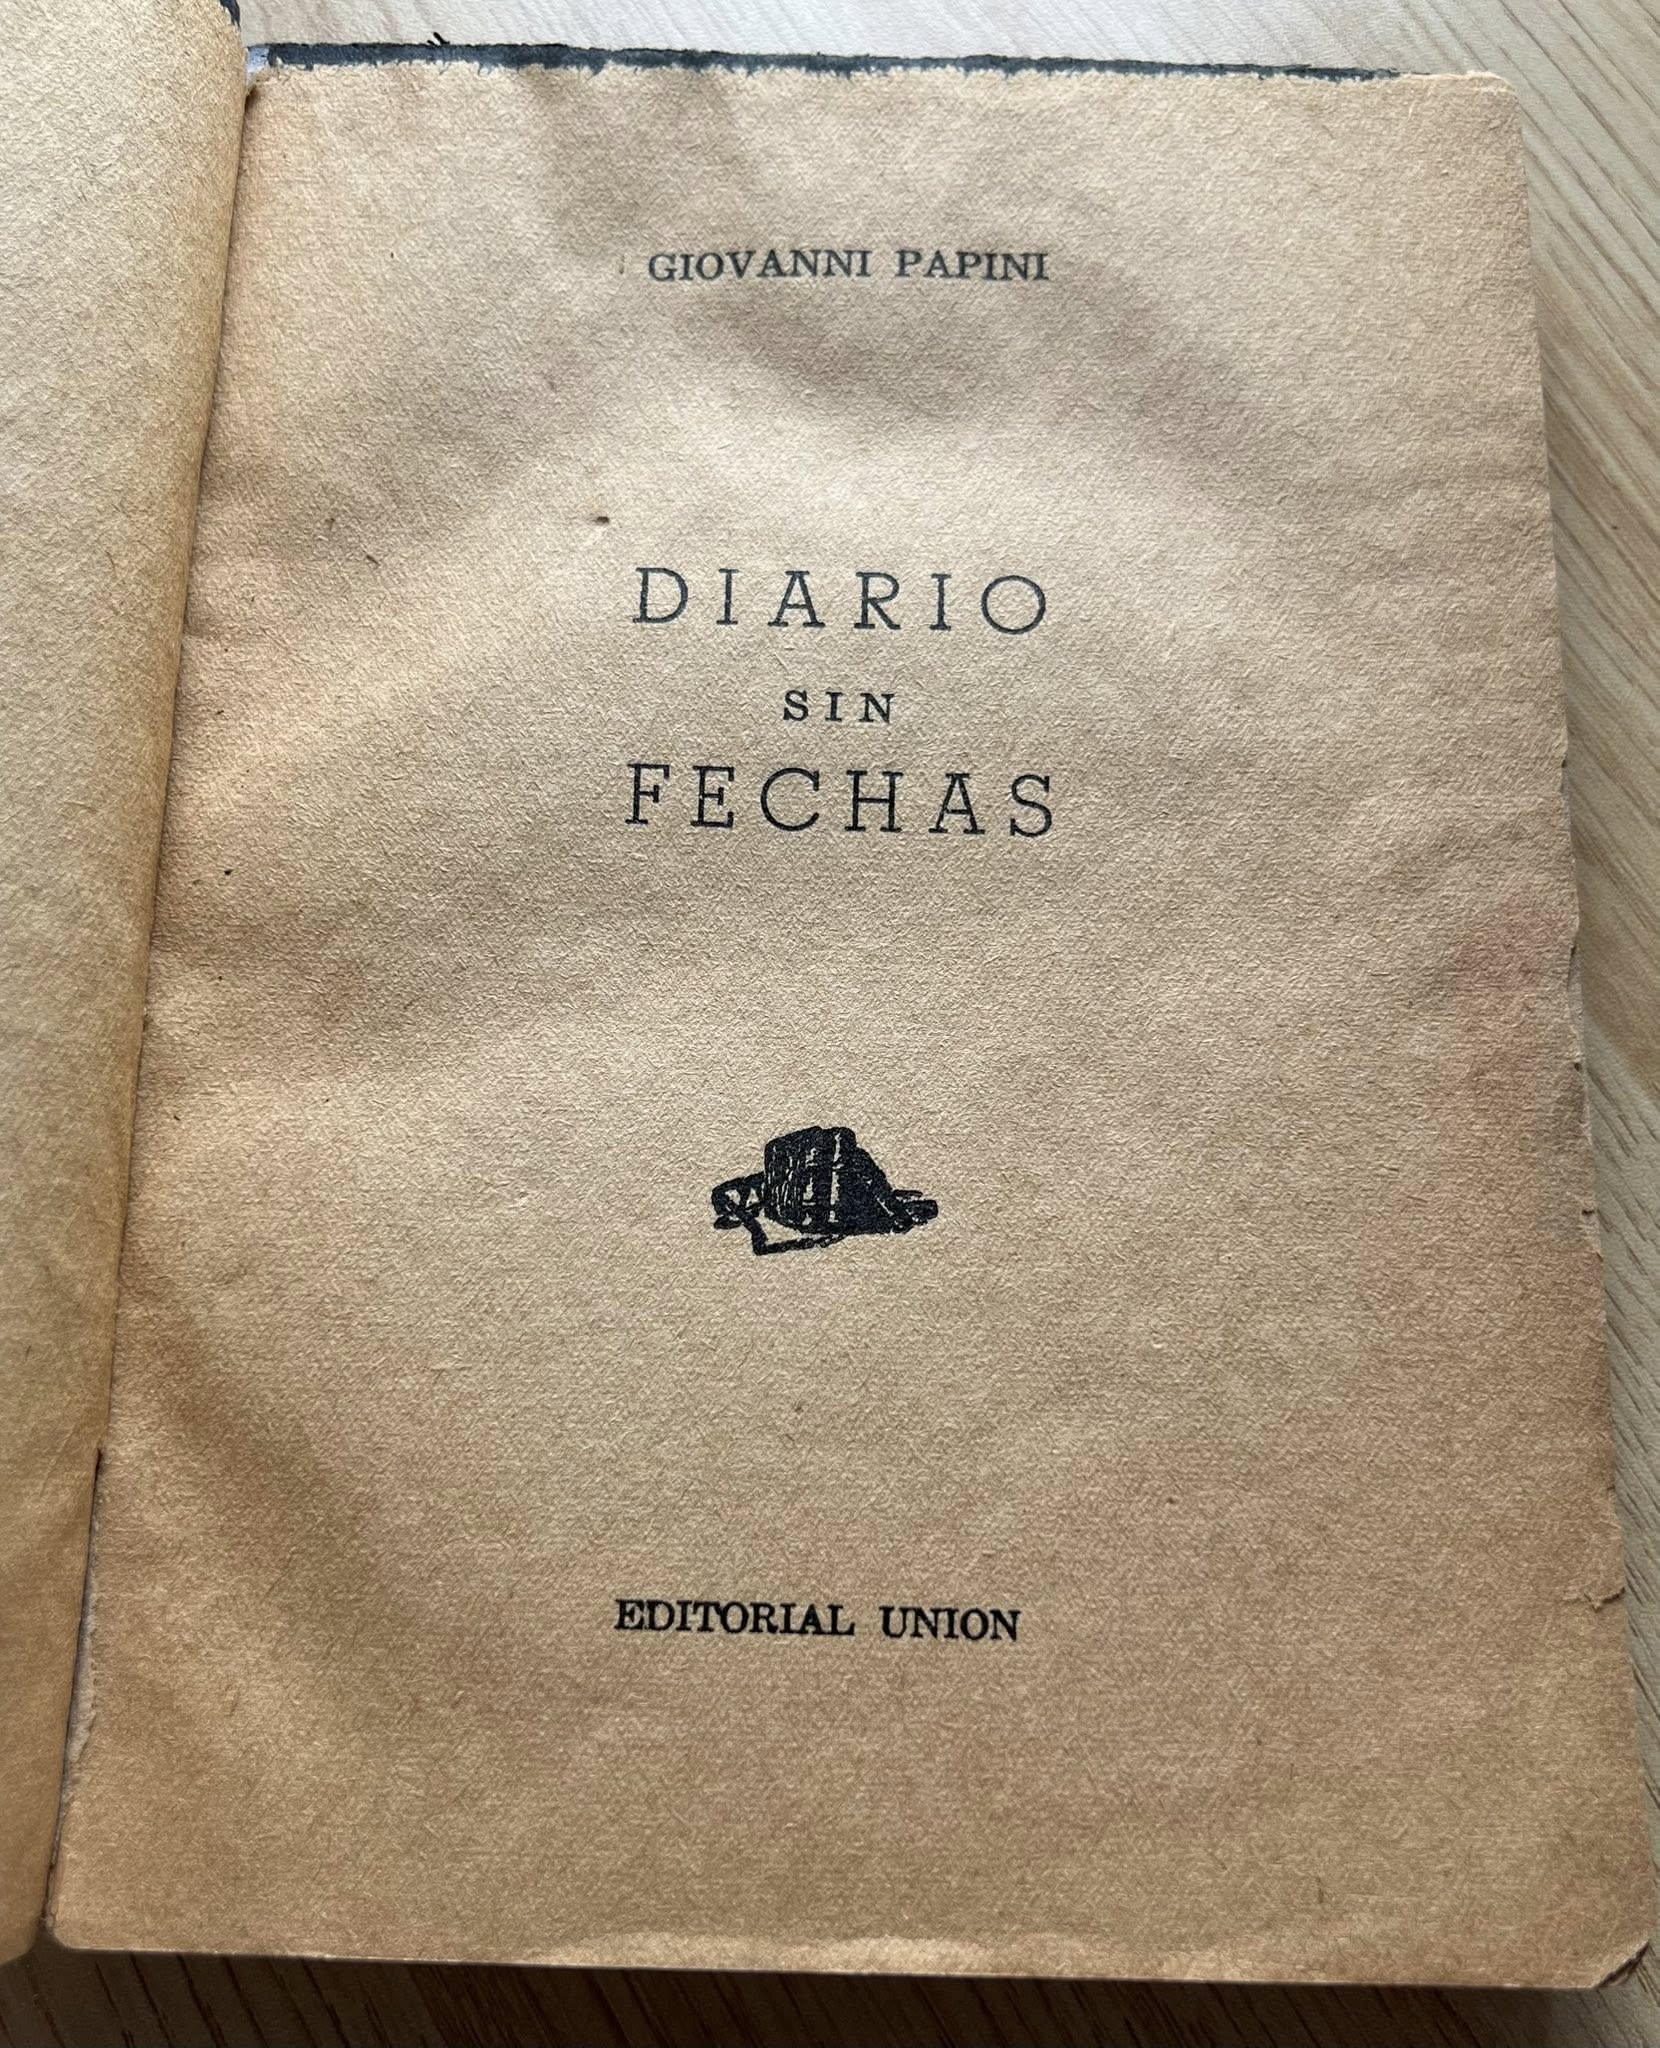 GIOVANNI PAPINI
DIARIO
SIN
FECHAS
EDITORIAL UNION